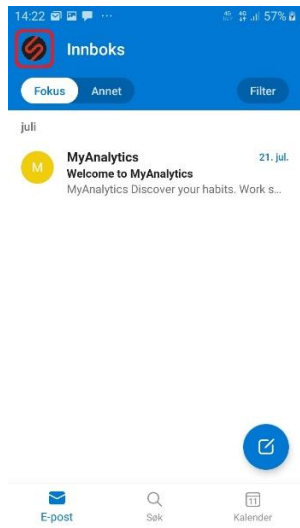 14:22 ... 57%
Innboks
Fokus Annet Filter
juli
M
MyAnalytics 21. jul.
Welcome to MyAnalytics
MyAnalytics Discover your habits. Work s...
E-post Søk Kalender
11